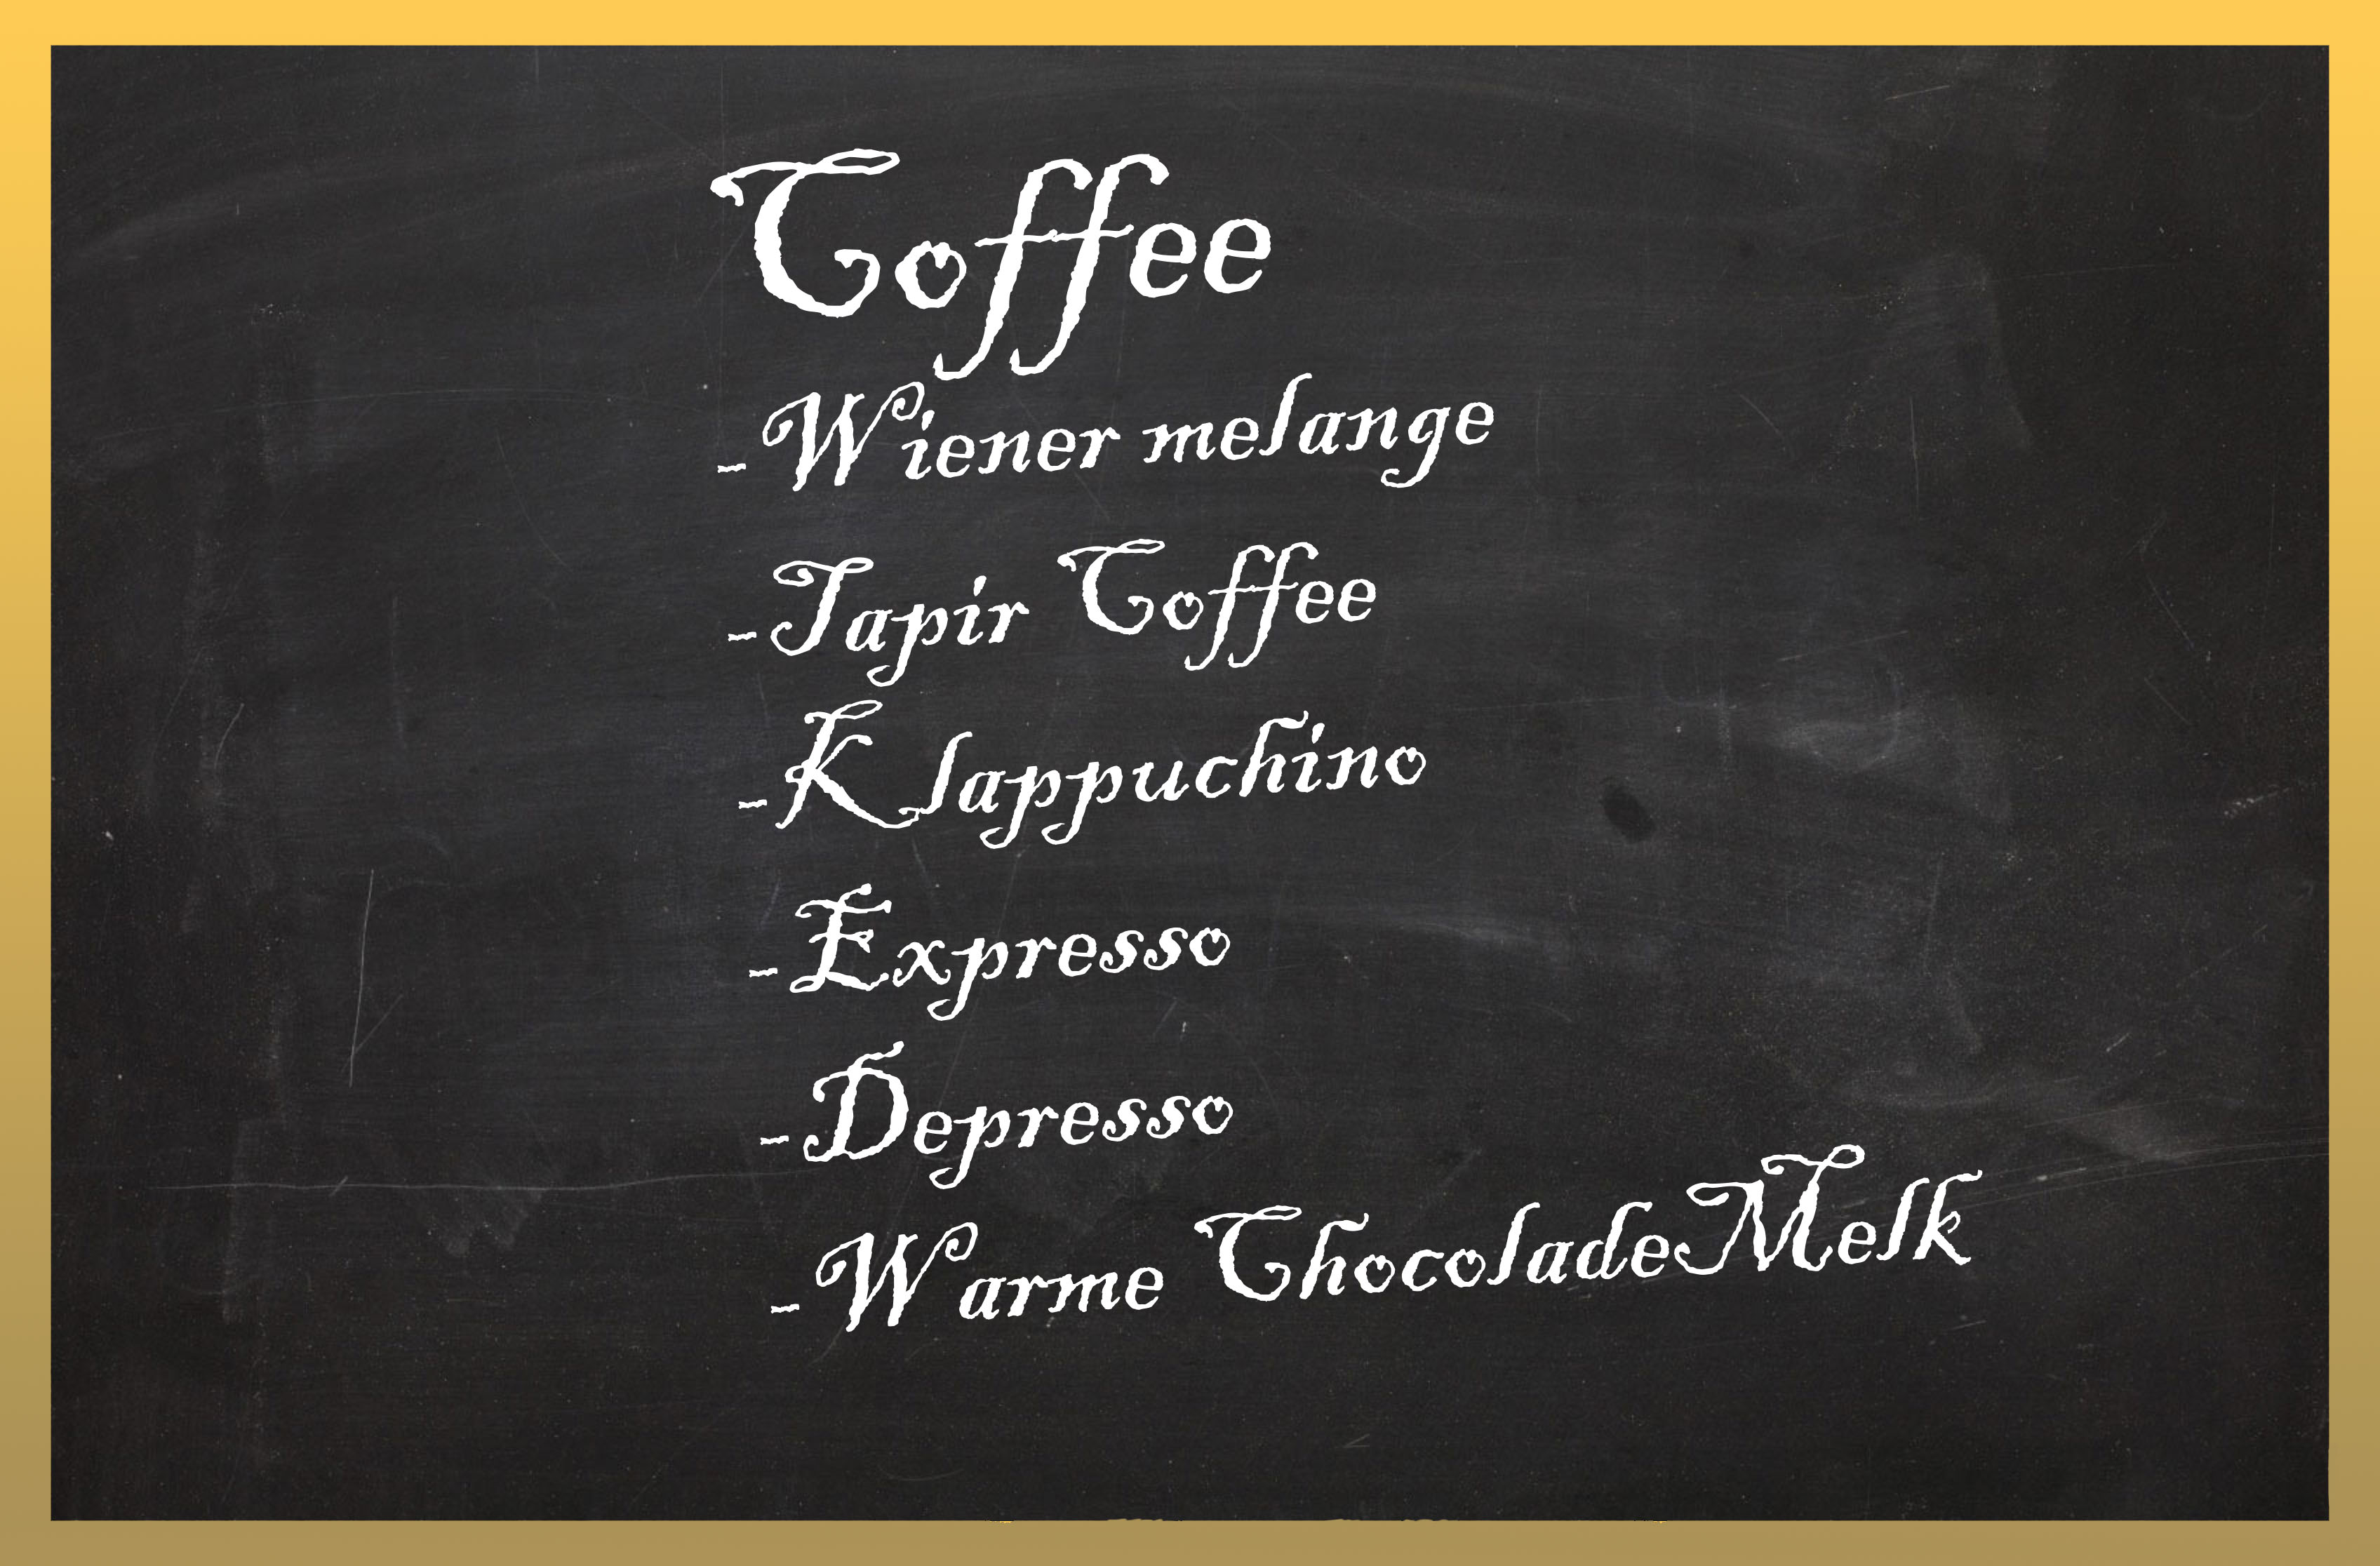 Coffee
-Wiener melange
-Tapir Coffee
-Klappuchino
-Expresso
-Depresso
-Warme ChocoladeMelk